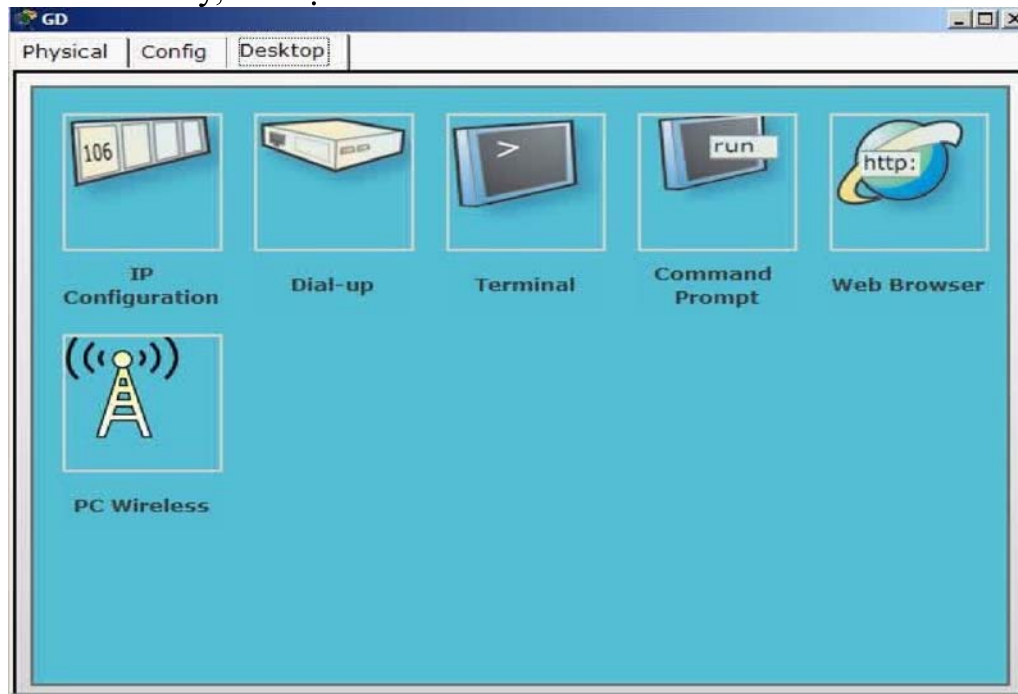 GD
Physical Config Desktop
106
>
run
http:
IP
Configuration
Dial-up
Terminal
Command
Prompt
Web Browser
PC Wireless